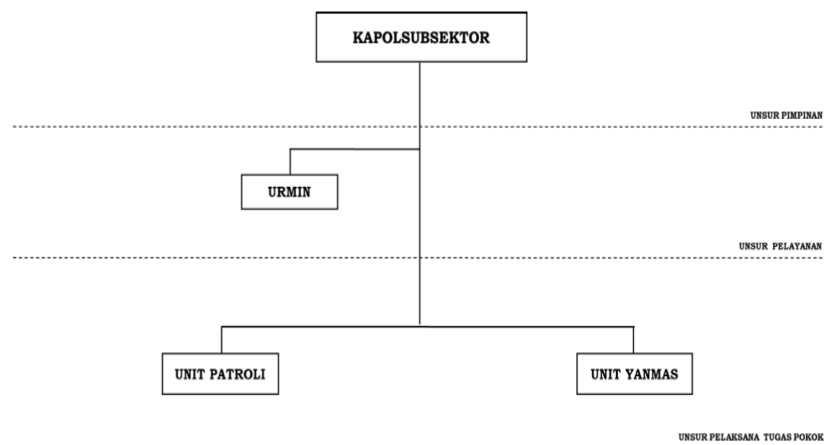 KAPOLSUBSEKTOR
UNSUR PIMPINAN
URMIN
UNSUR PELAYANAN
UNIT PATROLI
UNIT YANMAS
UNSUR PELAKSANA TUGAS POKOK